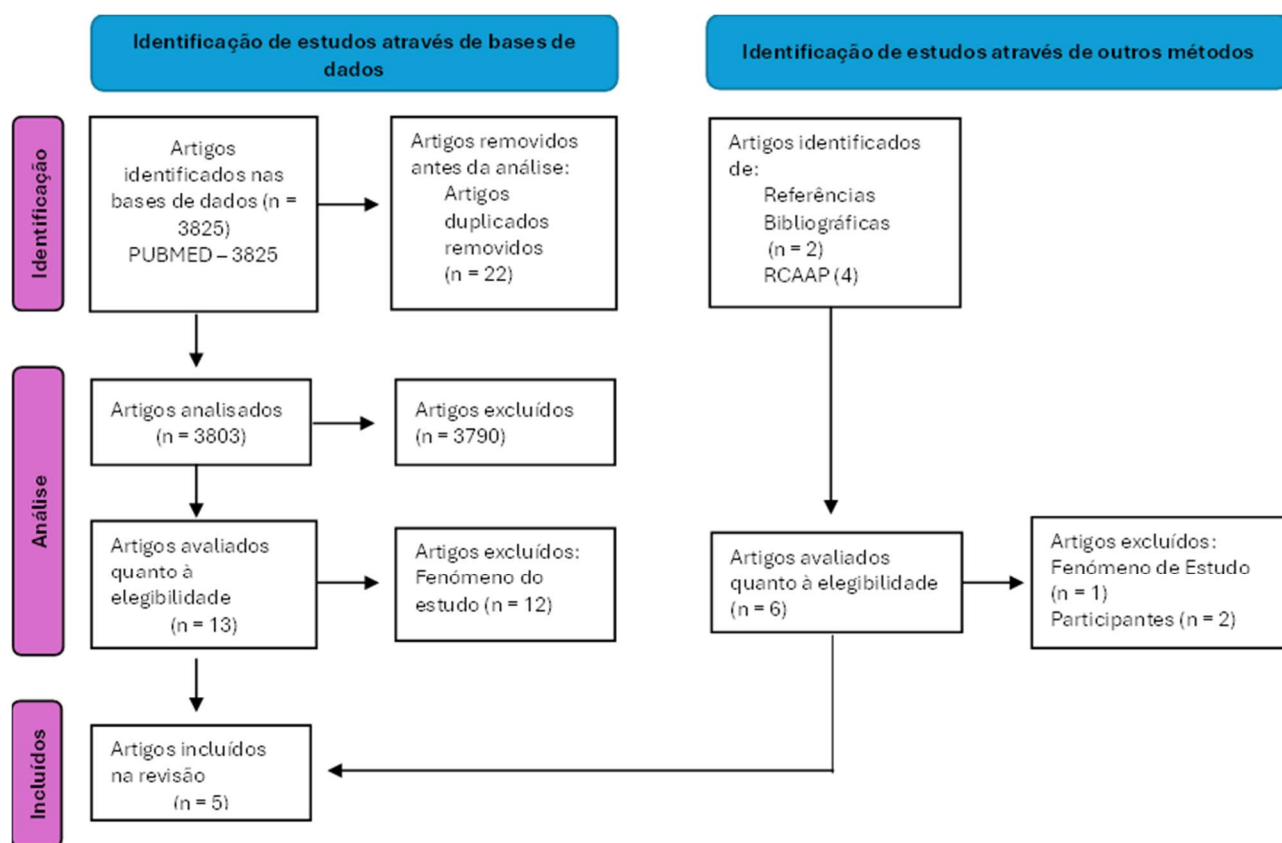 Identificação de estudos através de bases de
dados
Identificação de estudos através de outros métodos
Identificação
Artigos
identificados nas
bases de dados (n =
3825)
PUBMED – 3825
Artigos removidos
antes da análise:
Artigos
duplicados
removidos
(n = 22)
Artigos identificados
de:
Referências
Bibliográficas
(n = 2)
RCAAP (4)
Análise
Artigos analisados
(n = 3803)
Artigos excluídos
(n = 3790)
Artigos avaliados
quanto à
elegibilidade
(n = 13)
Artigos excluídos:
Fenómeno do
estudo (n = 12)
Artigos avaliados
quanto à elegibilidade
(n = 6)
Artigos excluídos:
Fenómeno de Estudo
(n = 1)
Participantes (n = 2)
Incluídos
Artigos incluídos
na revisão
(n = 5)